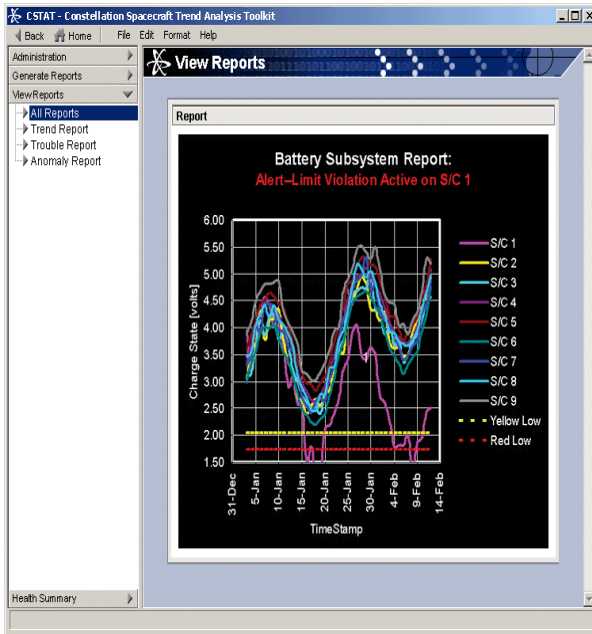 CSTAT - Constellation Spacecraft Trend Analysis Toolkit
Back Home File Edit Format Help
Administration
Generate Reports
View Reports
All Reports
Trend Report
Trouble Report
Anomaly Report
Health Summary
View Reports
Report
Battery Subsystem Report:
Alert–Limit Violation Active on S/C 1
Charge State [volts]
6.00
5.50
5.00
4.50
4.00
3.50
3.00
2.50
2.00
1.50
31-Dec
5-Jan
10-Jan
15-Jan
20-Jan
25-Jan
30-Jan
4-Feb
9-Feb
14-Feb
TimeStamp
S/C 1
S/C 2
S/C 3
S/C 4
S/C 5
S/C 6
S/C 7
S/C 8
S/C 9
Yellow Low
Red Low